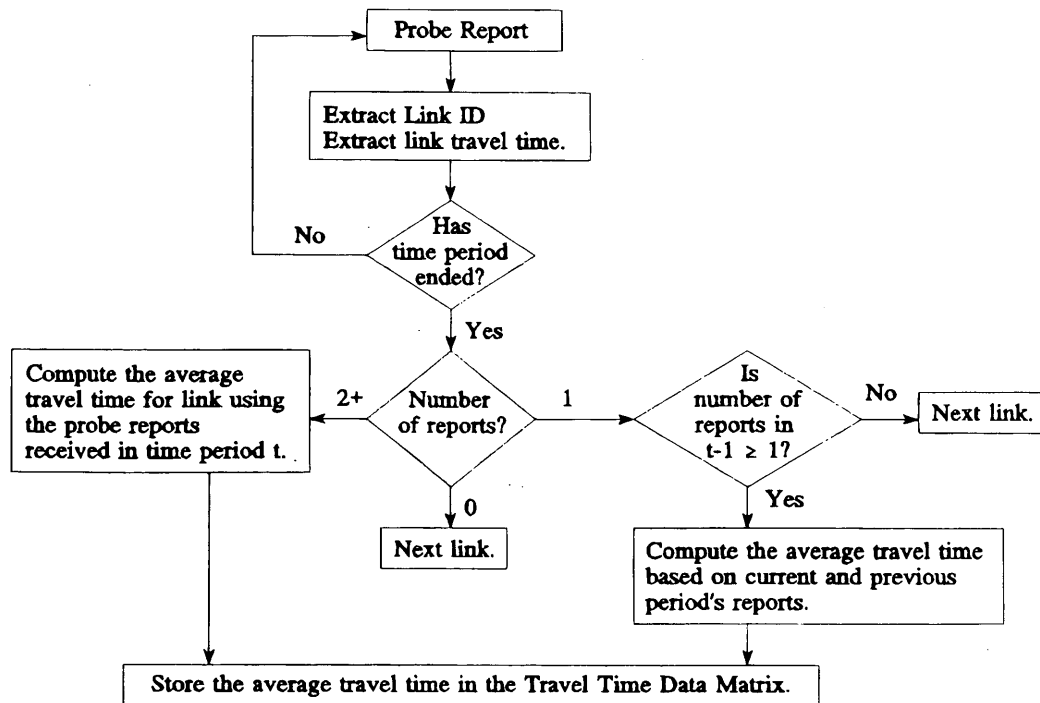 Probe Report
Extract Link ID
Extract link travel time.
Has
time period
ended?
No
Yes
Compute the average
travel time for link using
the probe reports
received in time period t.
2+
Number
of reports?
1
Is
number of
reports in
t-1 ≥ 1?
No
Next link.
0
Next link.
Yes
Compute the average travel time
based on current and previous
period's reports.
Store the average travel time in the Travel Time Data Matrix.